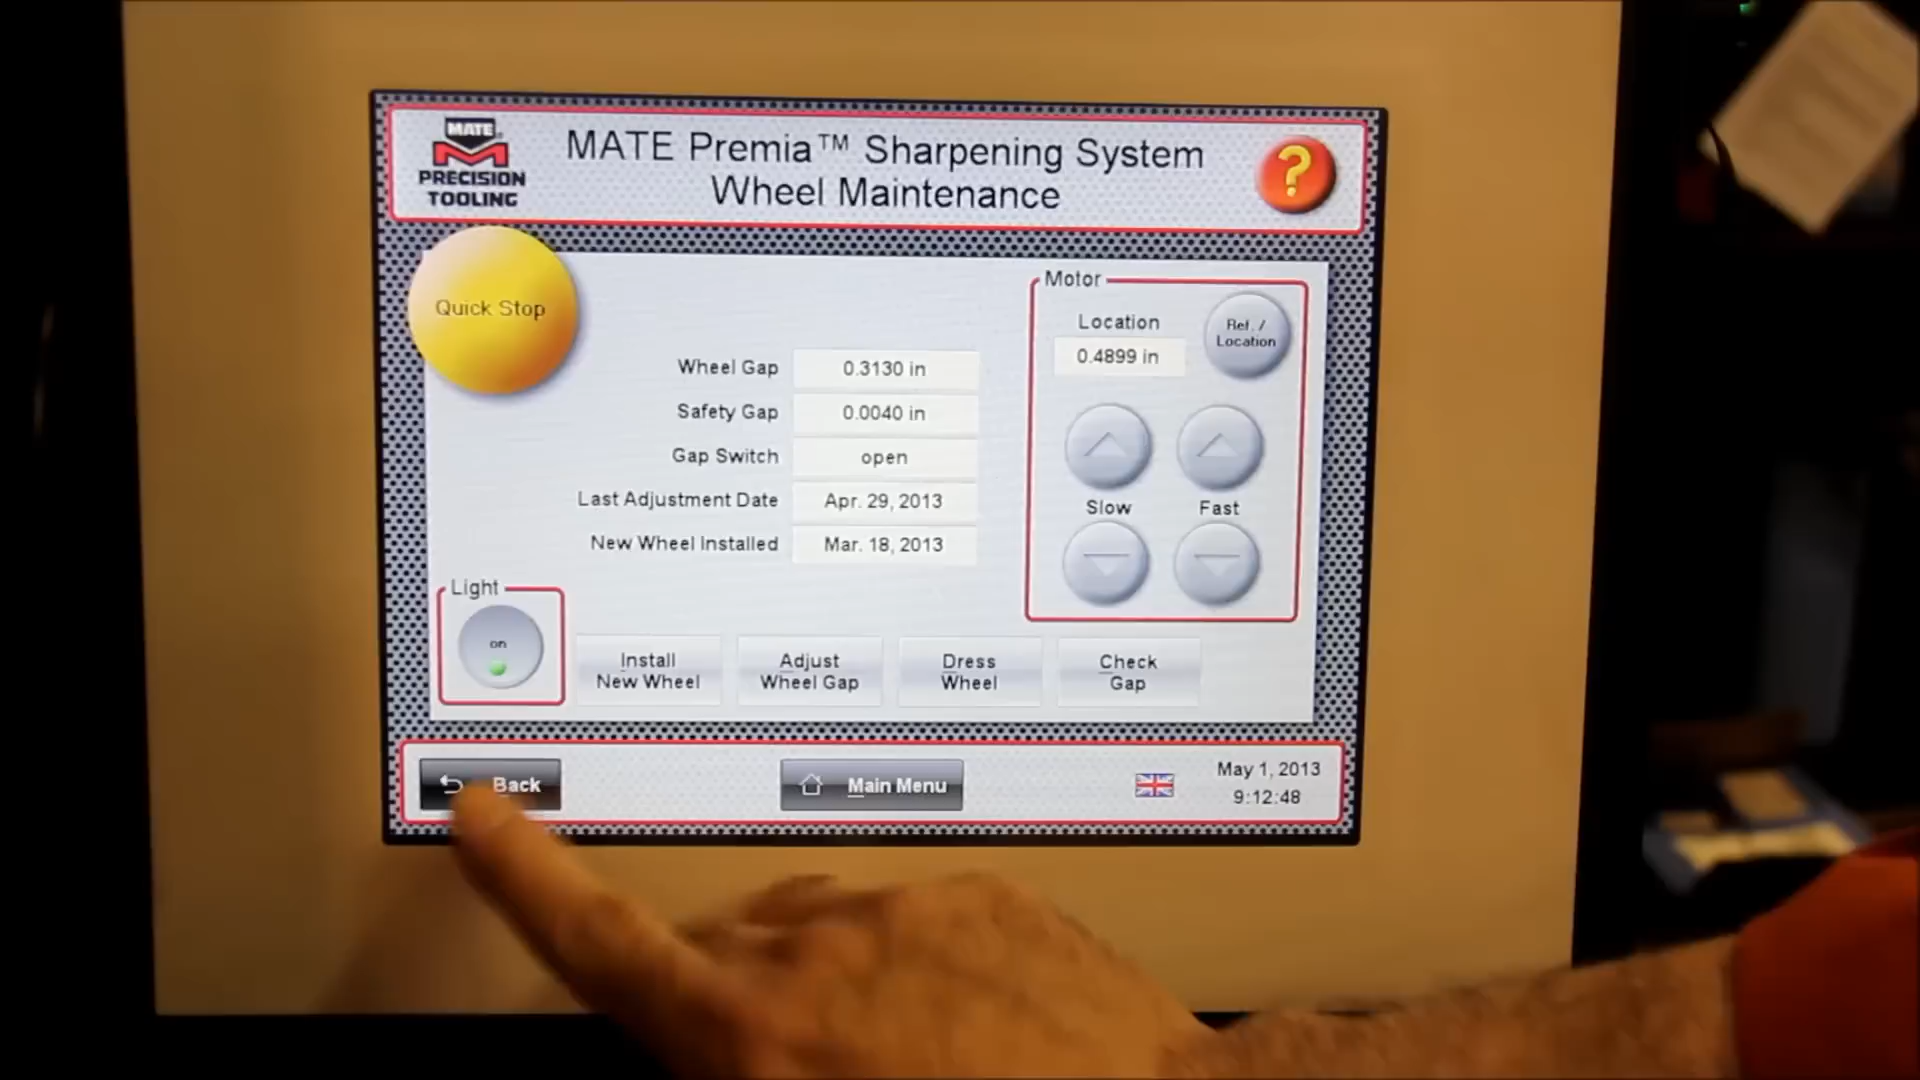 MATE
PRECISION
TOOLING
MATE Premia™ Sharpening System
Wheel Maintenance
?
Quick Stop
Wheel Gap 0.3130 in
Safety Gap 0.0040 in
Gap Switch open
Last Adjustment Date Apr. 29, 2013
New Wheel Installed Mar. 18, 2013
Motor
Location
0.4899 in
Ref. /
Location
Slow Fast
Light
on
Install
New Wheel
Adjust
Wheel Gap
Dress
Wheel
Check
Gap
Back
Main Menu
May 1, 2013
9:12:48